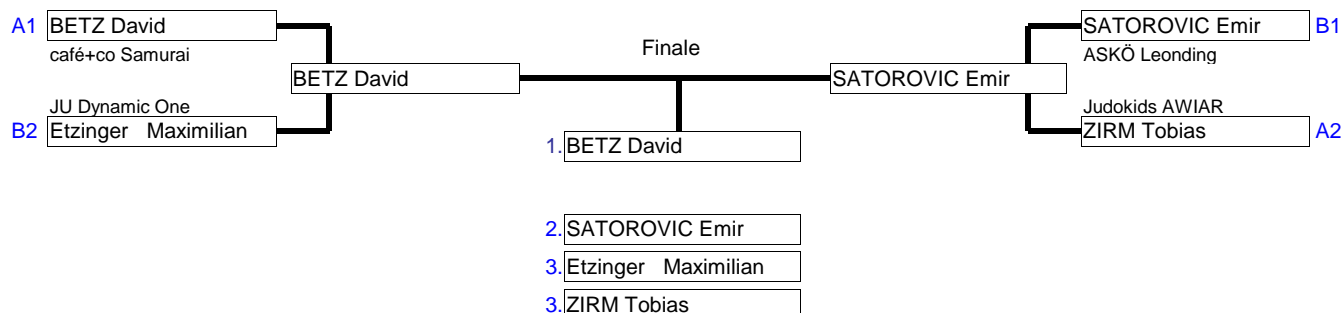 A1 BETZ David
café+co Samurai
BETZ David
JU Dynamic One
B2 Etzinger Maximilian
Finale
SATOROVIC Emir B1
ASKÖ Leonding
SATOROVIC Emir
Judokids AWIAR
ZIRM Tobias A2
1. BETZ David
2. SATOROVIC Emir
3. Etzinger Maximilian
3. ZIRM Tobias